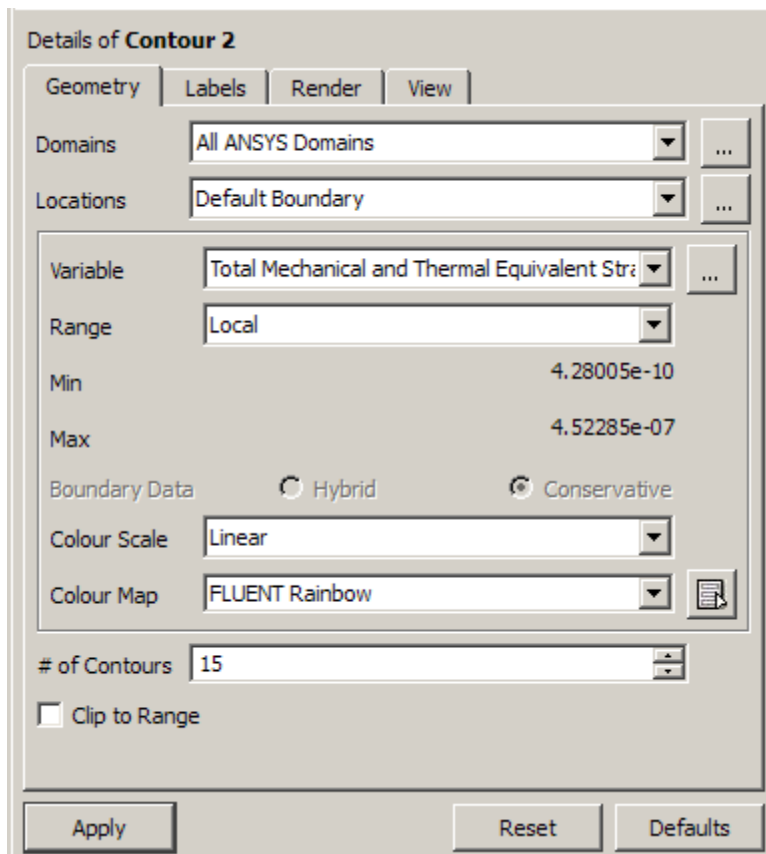 Details of Contour 2
Geometry Labels Render View
Domains All ANSYS Domains ...
Locations Default Boundary ...
Variable Total Mechanical and Thermal Equivalent Stra ...
Range Local
Min 4.28005e-10
Max 4.52285e-07
Boundary Data Hybrid Conservative
Colour Scale Linear
Colour Map FLUENT Rainbow
# of Contours 15
Clip to Range
Apply Reset Defaults